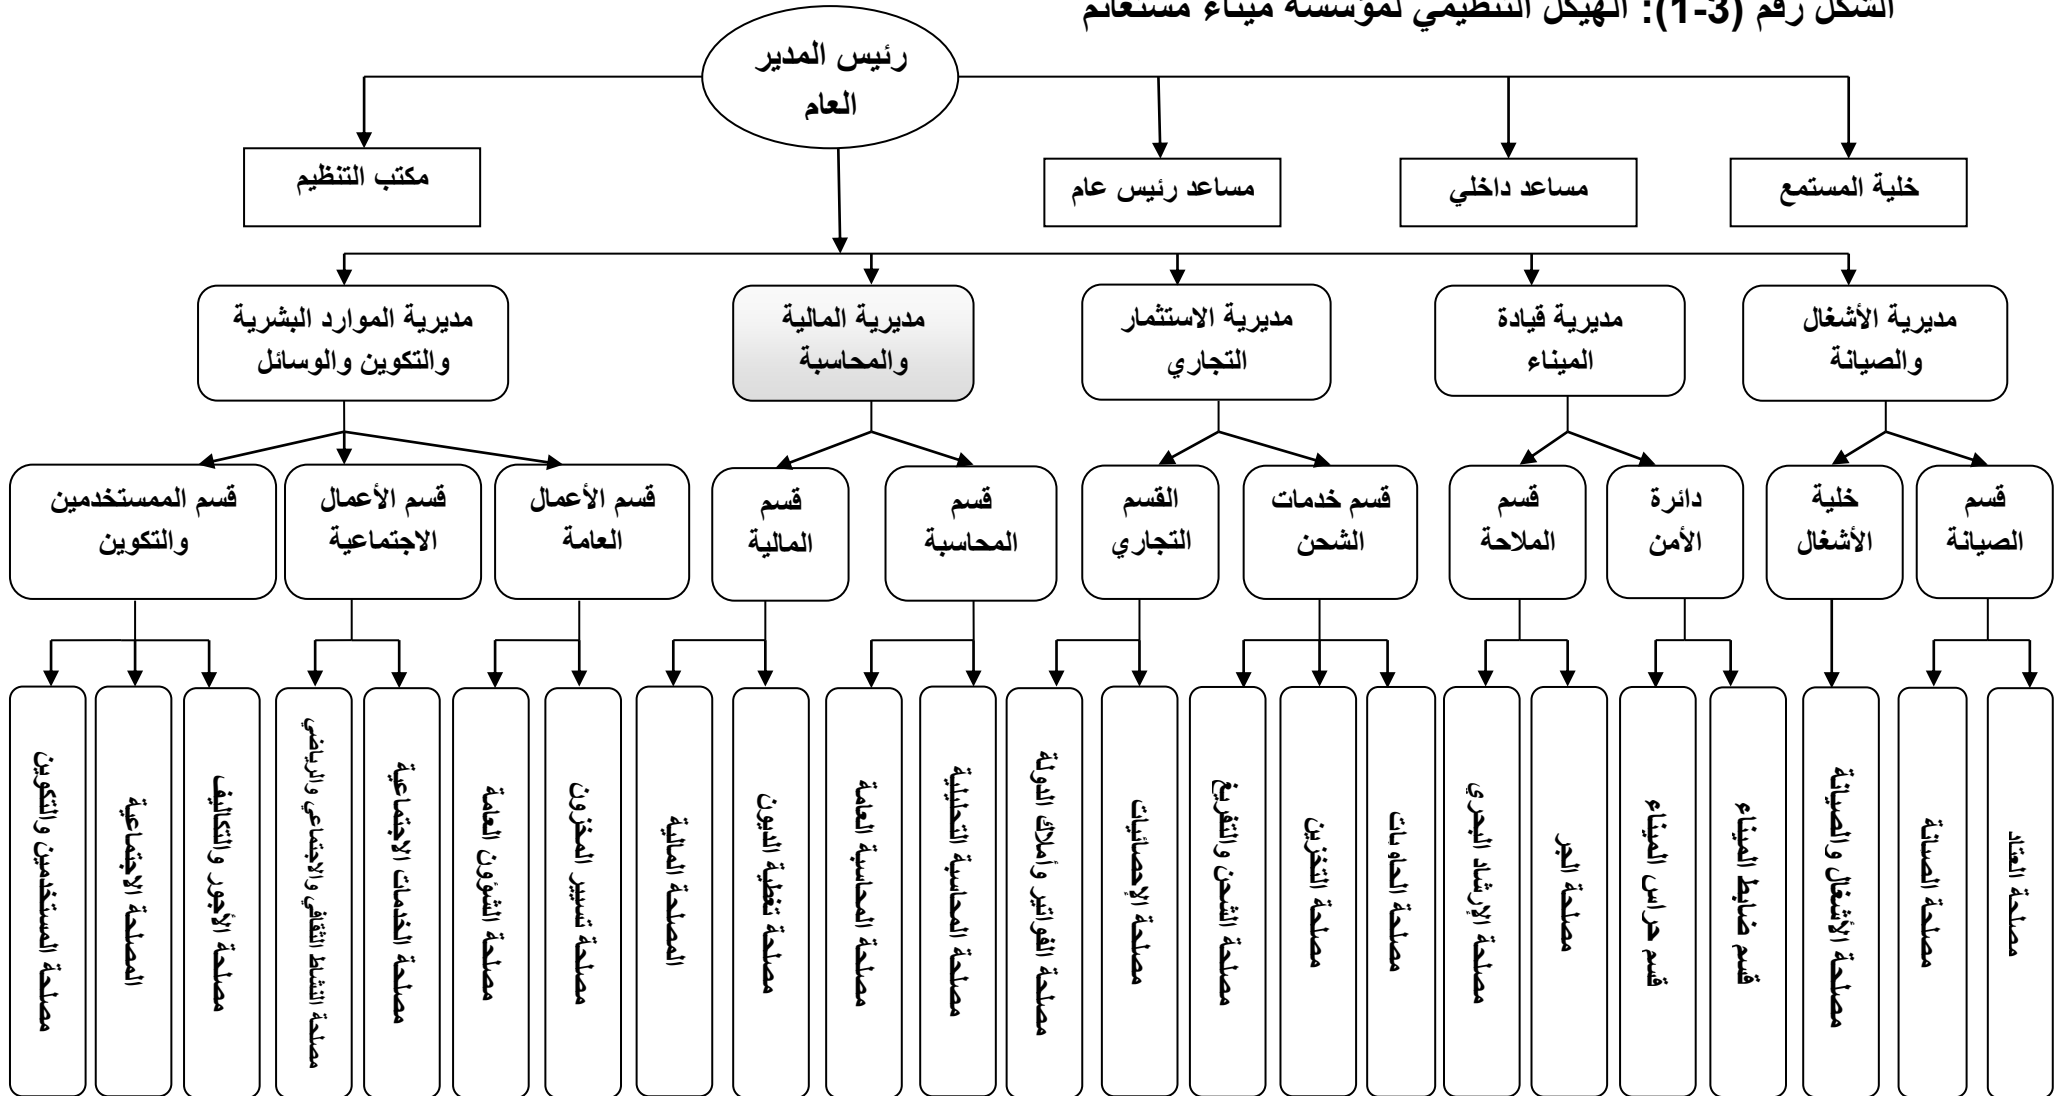 الشكل رقم (3-1): الهيكل التنظيمي لمؤسسة ميناء مستغانم
رئيس المدير
العام
خلية المستمع
مساعد داخلي
مساعد رئيس عام
مكتب التنظيم
مديرية الأشغال
والصيانة
مديرية قيادة
الميناء
مديرية الاستثمار
التجاري
مديرية المالية
والمحاسبة
مديرية الموارد البشرية
والتكوين والوسائل
قسم
الصيانة
خلية
الأشغال
دائرة
الأمن
قسم
الملاحة
قسم خدمات
الشحن
القسم
التجاري
قسم
المحاسبة
قسم
المالية
قسم الأعمال
العامة
قسم الأعمال
الاجتماعية
قسم الممستخدمين
والتكوين
مصلحة العتاد
مصلحة الصيانة
مصلحة الأشغال والصيانة
قسم ضابط الميناء
قسم حراس الميناء
مصلحة الجر
مصلحة الإرشاد البحري
مصلحة الحاويات
مصلحة التخزين
مصلحة الشحن والتفريغ
مصلحة الإحصائيات
مصلحة الفواتير وأملاك الدولة
مصلحة المحاسبة التحليلية
مصلحة المحاسبة العامة
مصلحة تغطية الديون
المصلحة المالية
مصلحة تسيير المخزون
مصلحة الشؤون العامة
مصلحة الخدمات الاجتماعية
مصلحة النشاط الثقافي والاجتماعي والرياضي
مصلحة الأجور والتكاليف
المصلحة الاجتماعية
مصلحة المستخدمين والتكوين